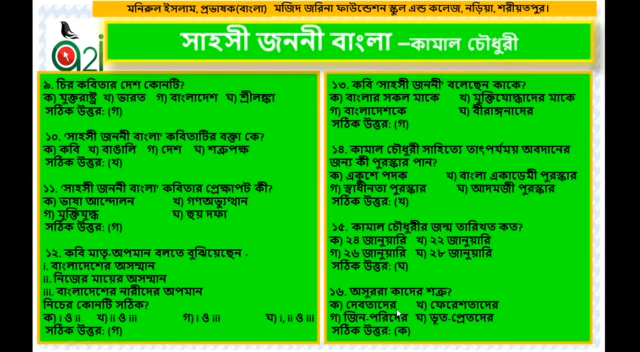 মনিরুল ইসলাম, প্রভাষক(বাংলা) মজিদ জরিনা ফাউন্ডেশন স্কুল এন্ড কলেজ, নড়িয়া, শরীয়তপুর।
a2i
সাহসী জননী বাংলা –কামাল চৌধুরী
৯. চির কবিতার দেশ কোনটি?
ক) যুক্তরাষ্ট্র খ) ভারত গ) বাংলাদেশ ঘ) শ্রীলঙ্কা
সঠিক উত্তর: (গ)
১০. ‘সাহসী জননী বাংলা’ কবিতাটির বক্তা কে?
ক) কবি খ) বাঙালি গ) দেশ ঘ) শত্রুপক্ষ
সঠিক উত্তর: (খ)
১১. ‘সাহসী জননী বাংলা’ কবিতার প্রেক্ষাপট কী?
ক) ভাষা আন্দোলন খ) গণঅভ্যুত্থান
গ) মুক্তিযুদ্ধ ঘ) ছয় দফা
সঠিক উত্তর: (গ)
১২. কবি মাতৃ-অপমান বলতে বুঝিয়েছেন -
i. বাংলাদেশের অসম্মান
ii. নিজের মায়ের অসম্মান
iii. বাংলাদেশের নারীদের অপমান
নিচের কোনটি সঠিক?
ক) i ও ii খ) ii ও iii গ) i ও iii ঘ) i, ii ও iii
সঠিক উত্তর: (গ)
১৩. কবি ‘সাহসী জননী’ বলেছেন কাকে?
ক) বাংলার সকল মাকে খ) মুক্তিযোদ্ধাদের মাকে
গ) বাংলাদেশকে ঘ) বীরাঙ্গনাদের
সঠিক উত্তর: (গ)
১৪. কামাল চৌধুরী সাহিত্যে তাৎপর্যময় অবদানের
জন্য কী পুরস্কার পান?
ক) একুশে পদক খ) বাংলা একাডেমী পুরস্কার
গ) স্বাধীনতা পুরস্কার ঘ) আদমজী পুরস্কার
সঠিক উত্তর: (খ)
১৫. কামাল চৌধুরীর জন্ম তারিখত কত?
ক) ২৪ জানুয়ারি খ) ২২ জানুয়ারি
গ) ২৬ জানুয়ারি ঘ) ২৮ জানুয়ারি
সঠিক উত্তর: (ঘ)
১৬. অসুররা কাদের শত্রু?
ক) দেবতাদের খ) ফেরেশতাদের
গ) জিন-পরিদের ঘ) ভূত-প্রেতদের
সঠিক উত্তর: (ক)